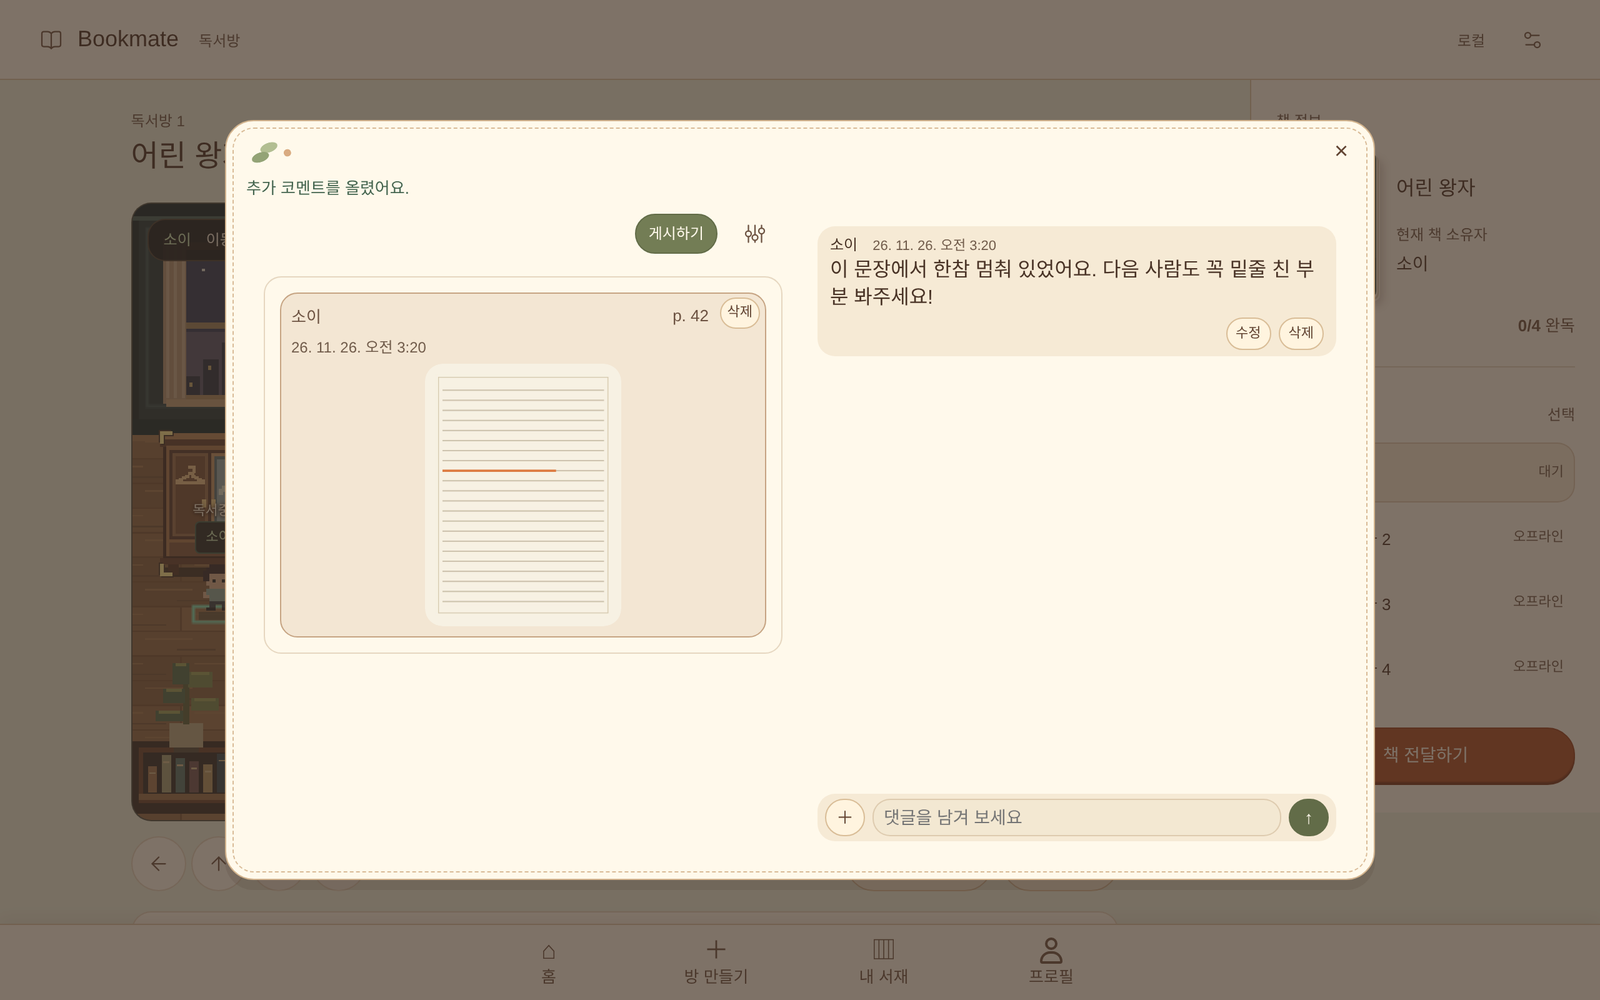 Bookmate 독서방
로컬
독서방 1
어린 왕
소이
추가 코멘트를 올렸어요.
게시하기
소이
p. 42
삭제
26. 11. 26. 오전 3:20
소이 26. 11. 26. 오전 3:20
이 문장에서 한참 멈춰 있었어요. 다음 사람도 꼭 밑줄 친 부
분 봐주세요!
수정
삭제
댓글을 남겨 보세요
↑
어린 왕자
현재 책 소유자
소이
0/4 완독
선택
대기
2
오프라인
3
오프라인
4
오프라인
책 전달하기
홈
방 만들기
내 서재
프로필